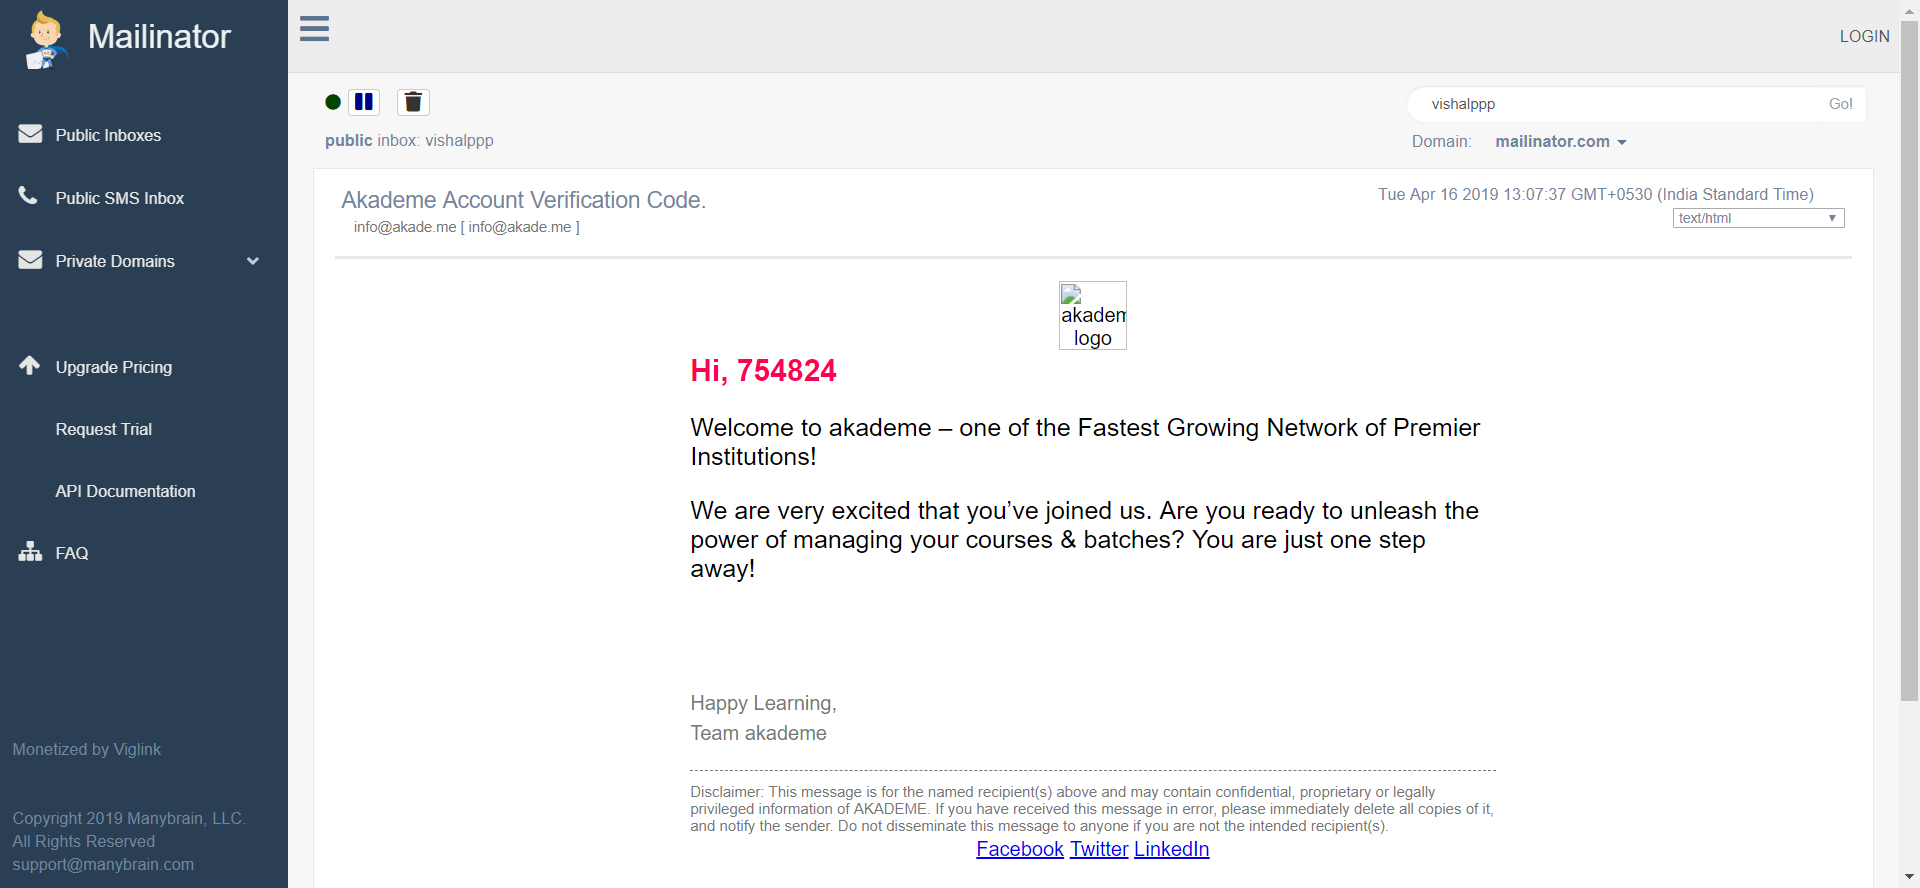 Mailinator
LOGIN
Public Inboxes
Public SMS Inbox
Private Domains
Upgrade Pricing
Request Trial
API Documentation
FAQ
Monetized by Viglink
Copyright 2019 Manybrain, LLC.
All Rights Reserved
support@manybrain.com
vishalppp
Go!
public inbox: vishalppp
Domain: mailinator.com
Akademe Account Verification Code.
Tue Apr 16 2019 13:07:37 GMT+0530 (India Standard Time)
info@akade.me [ info@akade.me ]
text/html
akadem
logo
Hi, 754824
Welcome to akademe – one of the Fastest Growing Network of Premier
Institutions!
We are very excited that you’ve joined us. Are you ready to unleash the
power of managing your courses & batches? You are just one step
away!
Happy Learning,
Team akademe
Disclaimer: This message is for the named recipient(s) above and may contain confidential, proprietary or legally
privileged information of AKADEME. If you have received this message in error, please immediately delete all copies of it,
and notify the sender. Do not disseminate this message to anyone if you are not the intended recipient(s).
Facebook Twitter LinkedIn